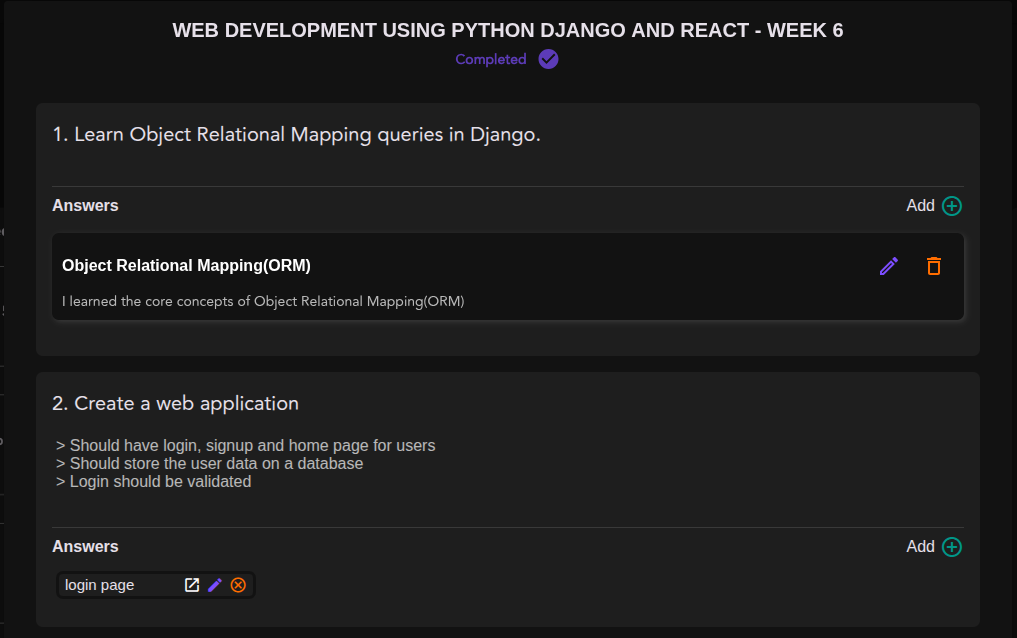 WEB DEVELOPMENT USING PYTHON DJANGO AND REACT - WEEK 6
Completed
1. Learn Object Relational Mapping queries in Django.
Answers
Add
Object Relational Mapping(ORM)
I learned the core concepts of Object Relational Mapping(ORM)
2. Create a web application
> Should have login, signup and home page for users
> Should store the user data on a database
> Login should be validated
Answers
Add
login page